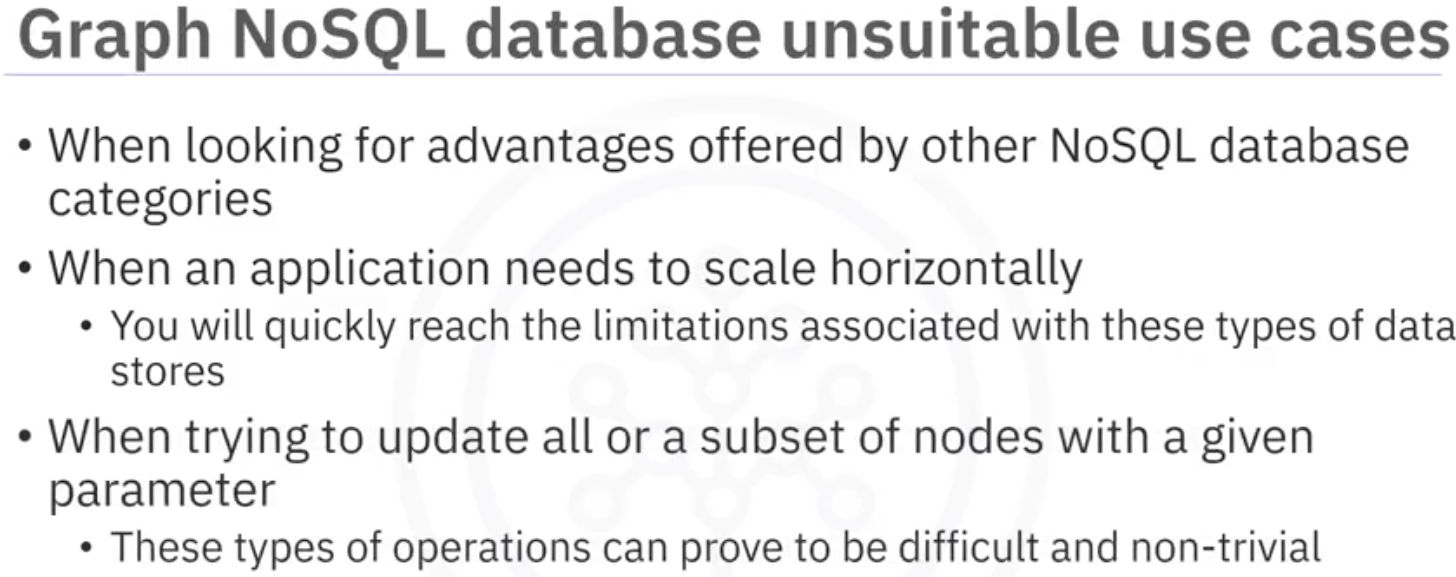 Graph NoSQL database unsuitable use cases
• When looking for advantages offered by other NoSQL database
categories
• When an application needs to scale horizontally
• You will quickly reach the limitations associated with these types of data
stores
• When trying to update all or a subset of nodes with a given
parameter
• These types of operations can prove to be difficult and non-trivial